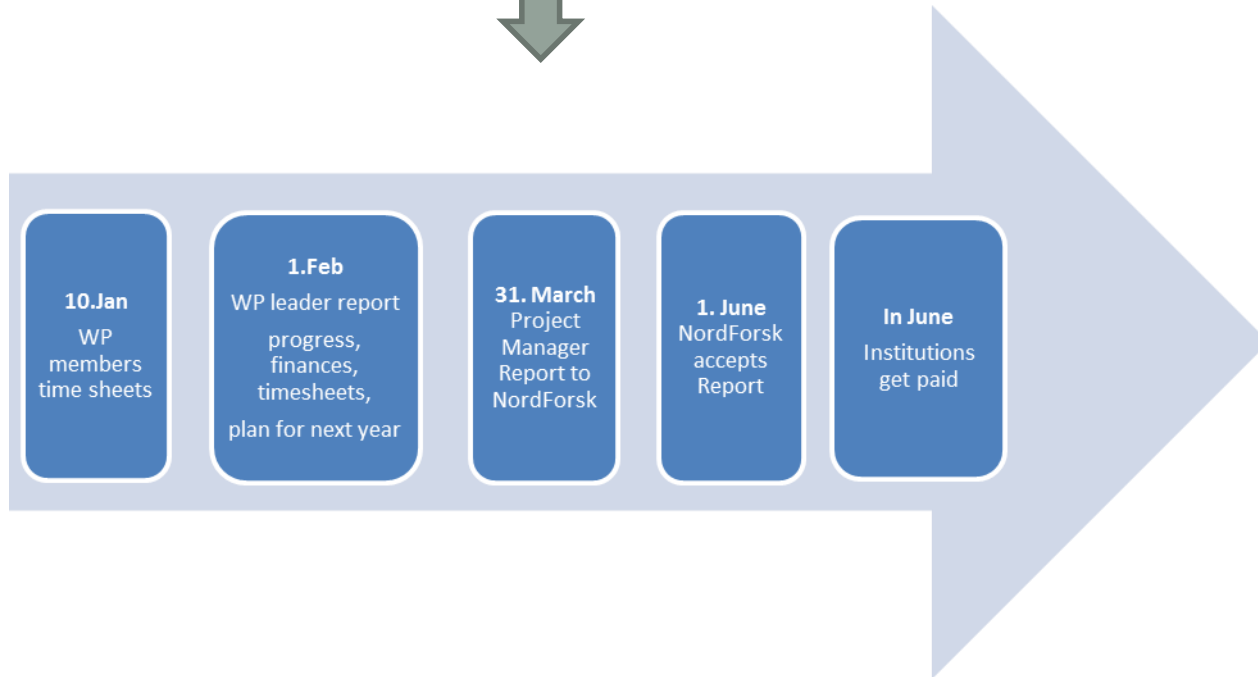 10.Jan
WP
members
time sheets
1.Feb
WP leader report
progress,
finances,
timesheets,
plan for next year
31. March
Project
Manager
Report to
NordForsk
1. June
NordForsk
accepts
Report
In June
Institutions
get paid